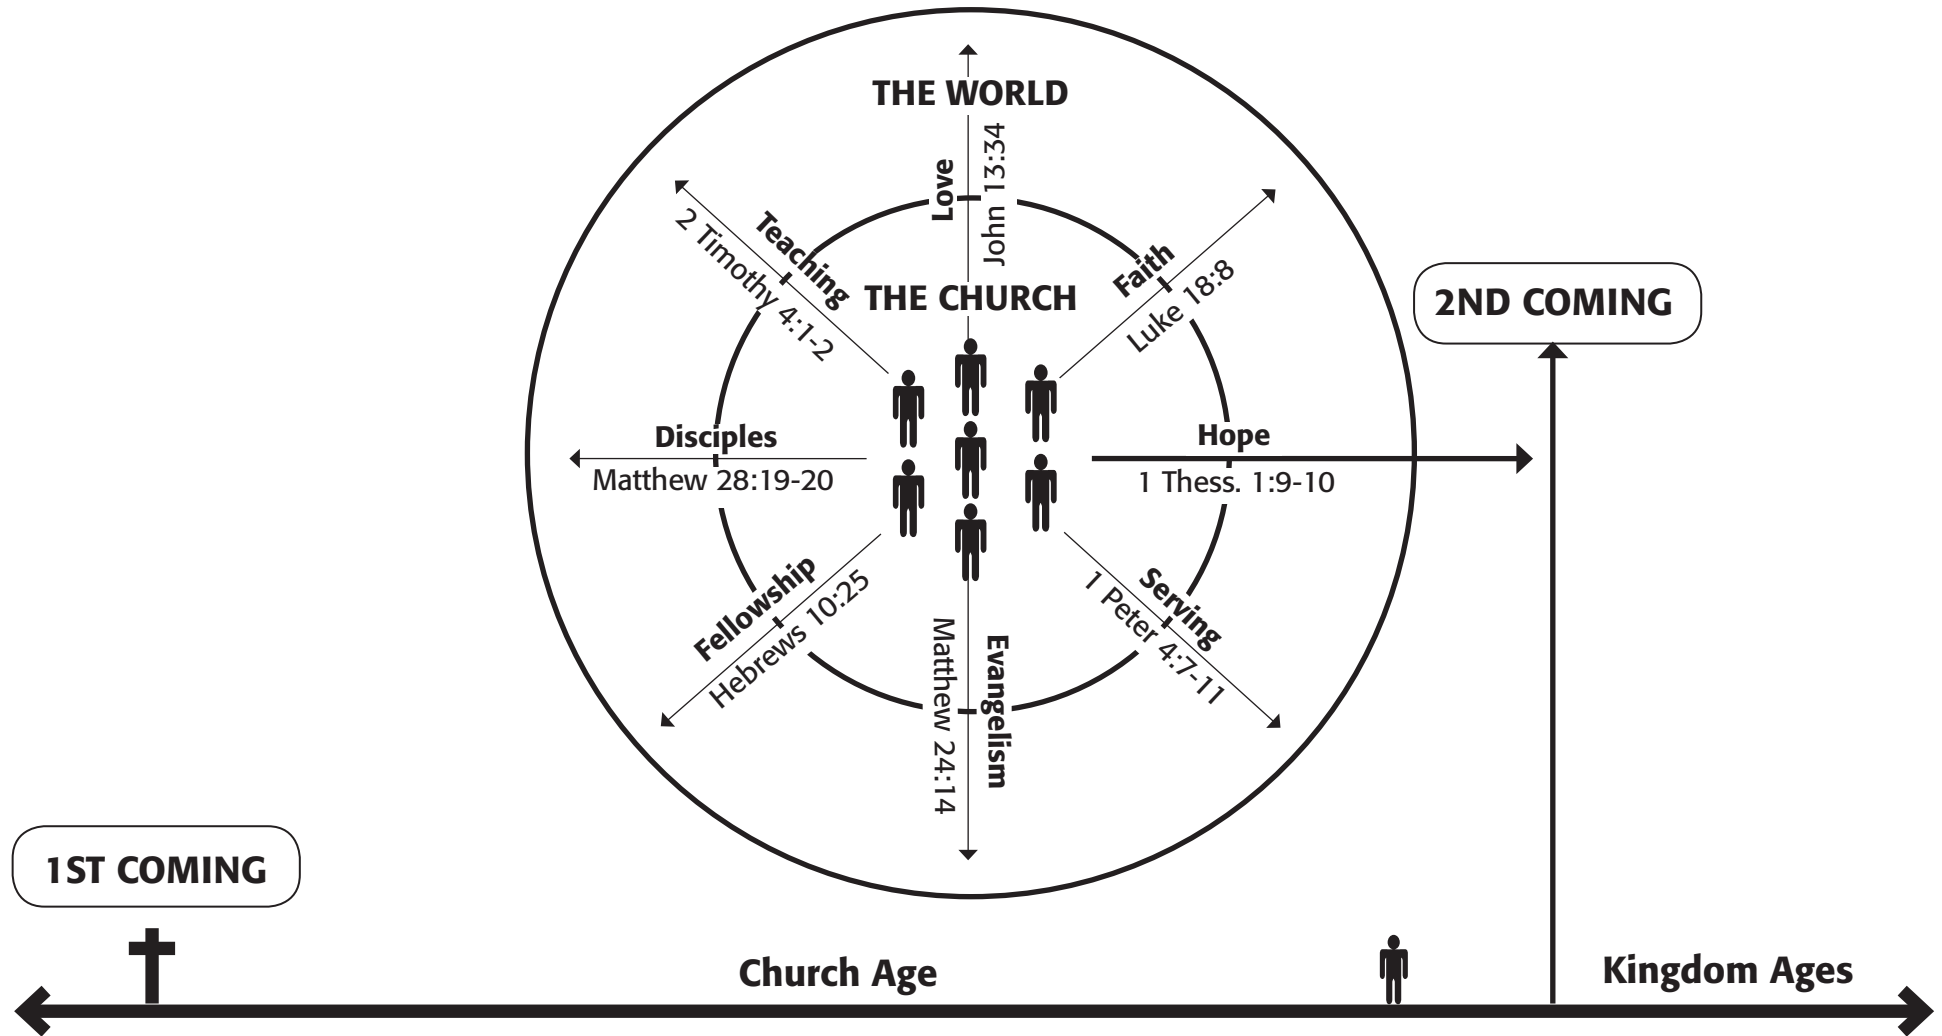 THE WORLD
Love
John 13:34
Teaching
2 Timothy 4:1-2
Faith
Luke 18:8
THE CHURCH
2ND COMING
Disciples
Matthew 28:19-20
Hope
1 Thess. 1:9-10
Fellowship
Hebrews 10:25
Serving
1 Peter 4:7-11
Evangelism
Matthew 24:14
1ST COMING
Church Age
Kingdom Ages